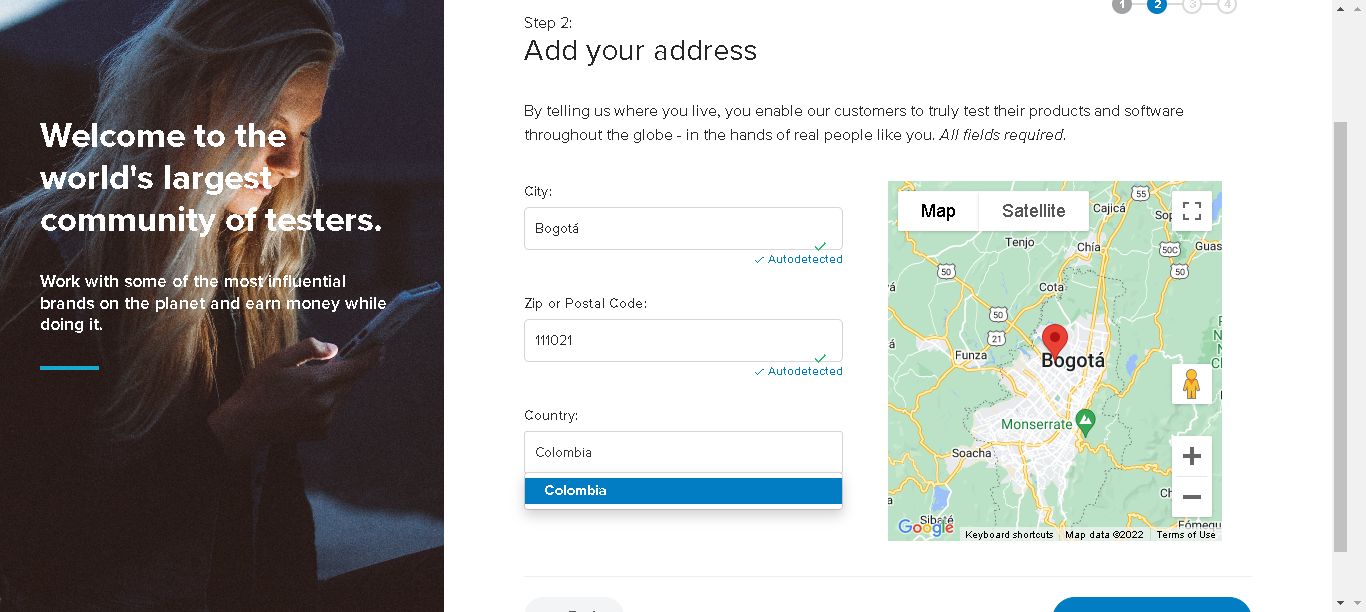 Welcome to the
world's largest
community of testers.
Work with some of the most influential
brands on the planet and earn money while
doing it.
1 2 3 4
Step 2:
Add your address
By telling us where you live, you enable our customers to truly test their products and software
throughout the globe - in the hands of real people like you. All fields required.
City:
Bogotá
Autodetected
Zip or Postal Code:
111021
Autodetected
Country:
Colombia
Colombia
Map Satellite
55
Cajicá
Tenjo
Chía
50C
50
50
Cota
50
21
Funza
Bogotá
Monserrate
Soacha
Sibaté
Google
Keyboard shortcuts Map data ©2022 Terms of Use